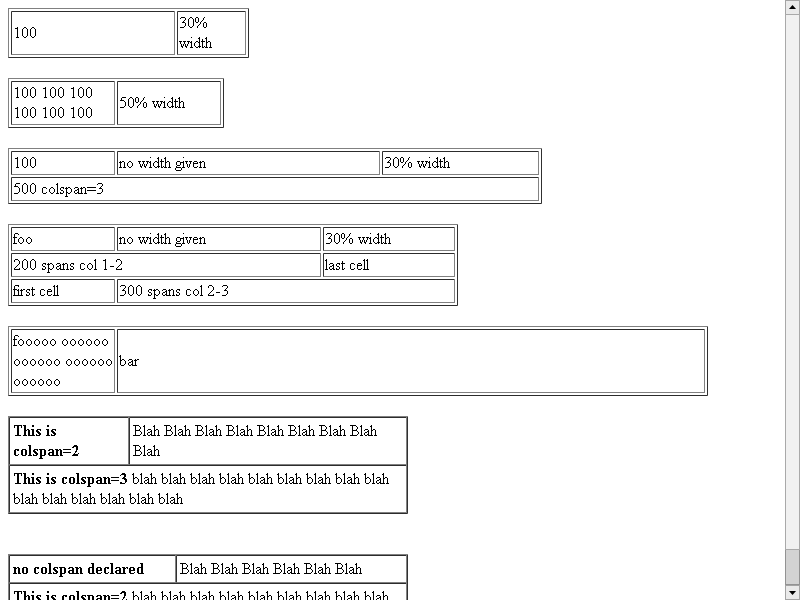 100
30%
width
100 100 100
100 100 100
50% width
100
no width given
30% width
500 colspan=3
foo
no width given
30% width
200 spans col 1-2
last cell
first cell
300 spans col 2-3
fooooo oooooo
oooooo oooooo
oooooo
bar
This is
colspan=2
Blah Blah Blah Blah Blah Blah Blah Blah
Blah
This is colspan=3 blah blah blah blah blah blah blah blah blah
blah blah blah blah blah blah
no colspan declared
Blah Blah Blah Blah Blah Blah
This is colspan=2 blah blah blah blah blah blah blah blah blah